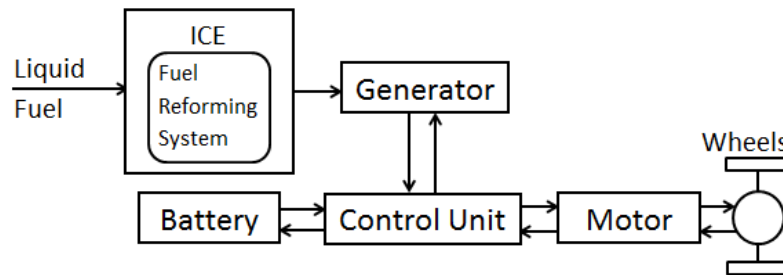 ICE
Liquid
Fuel
Fuel
Reforming
System
Generator
Wheels
Battery
Control Unit
Motor